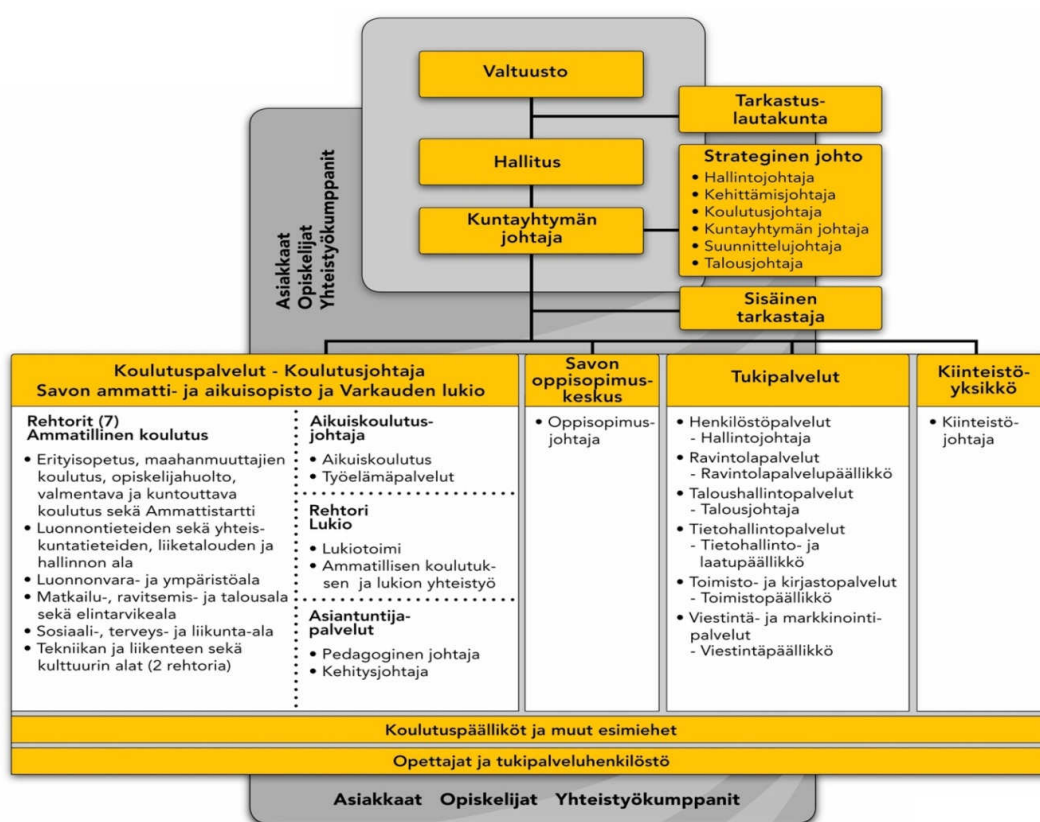 Valtuusto
Tarkastus-
lautakunta
Hallitus
Strateginen johto
• Hallintojohtaja
• Kehittämisjohtaja
• Koulutusjohtaja
• Kuntayhtymän johtaja
• Suunnittelujohtaja
• Talousjohtaja
Kuntayhtymän
johtaja
Asiakkaat
Opiskelijat
Yhteistyökumppanit
Sisäinen
tarkastaja
Koulutuspalvelut - Koulutusjohtaja
Savon ammatti- ja aikuisopisto ja Varkauden lukio
Rehtorit (7)
Ammatillinen koulutus
• Erityisopetus, maahanmuuttajien
koulutus, opiskelijahuolto,
valmentava ja kuntouttava
koulutus sekä Ammattistartti
• Luonnontieteiden sekä yhteis-
kuntatieteiden, liiketalouden ja
hallinnon ala
• Luonnonvara- ja ympäristöala
• Matkailu-, ravitsemis- ja talousala
sekä elintarvikeala
• Sosiaali-, terveys- ja liikunta-ala
• Tekniikan ja liikenteen sekä
kulttuurin alat (2 rehtoria)
Aikuiskoulutus-
johtaja
• Aikuiskoulutus
• Työelämäpalvelut
Rehtori
Lukio
• Lukiotoimi
• Ammatillisen koulutuk-
sen ja lukion yhteistyö
Asiantuntija-
palvelut
• Pedagoginen johtaja
• Kehitysjohtaja
Savon
oppisopimus-
keskus
• Oppisopimus-
johtaja
Tukipalvelut
• Henkilöstöpalvelut
- Hallintojohtaja
• Ravintolapalvelut
- Ravintolapalvelupäällikkö
• Taloushallintopalvelut
- Talousjohtaja
• Tietohallintopalvelut
- Tietohallinto- ja
laatupäällikkö
• Toimisto- ja kirjastopalvelut
- Toimistopäällikkö
• Viestintä- ja markkinointi-
palvelut
- Viestintäpäällikkö
Kiinteistö-
yksikkö
• Kiinteistö-
johtaja
Koulutuspäälliköt ja muut esimiehet
Opettajat ja tukipalveluhenkilöstö
Asiakkaat Opiskelijat Yhteistyökumppanit